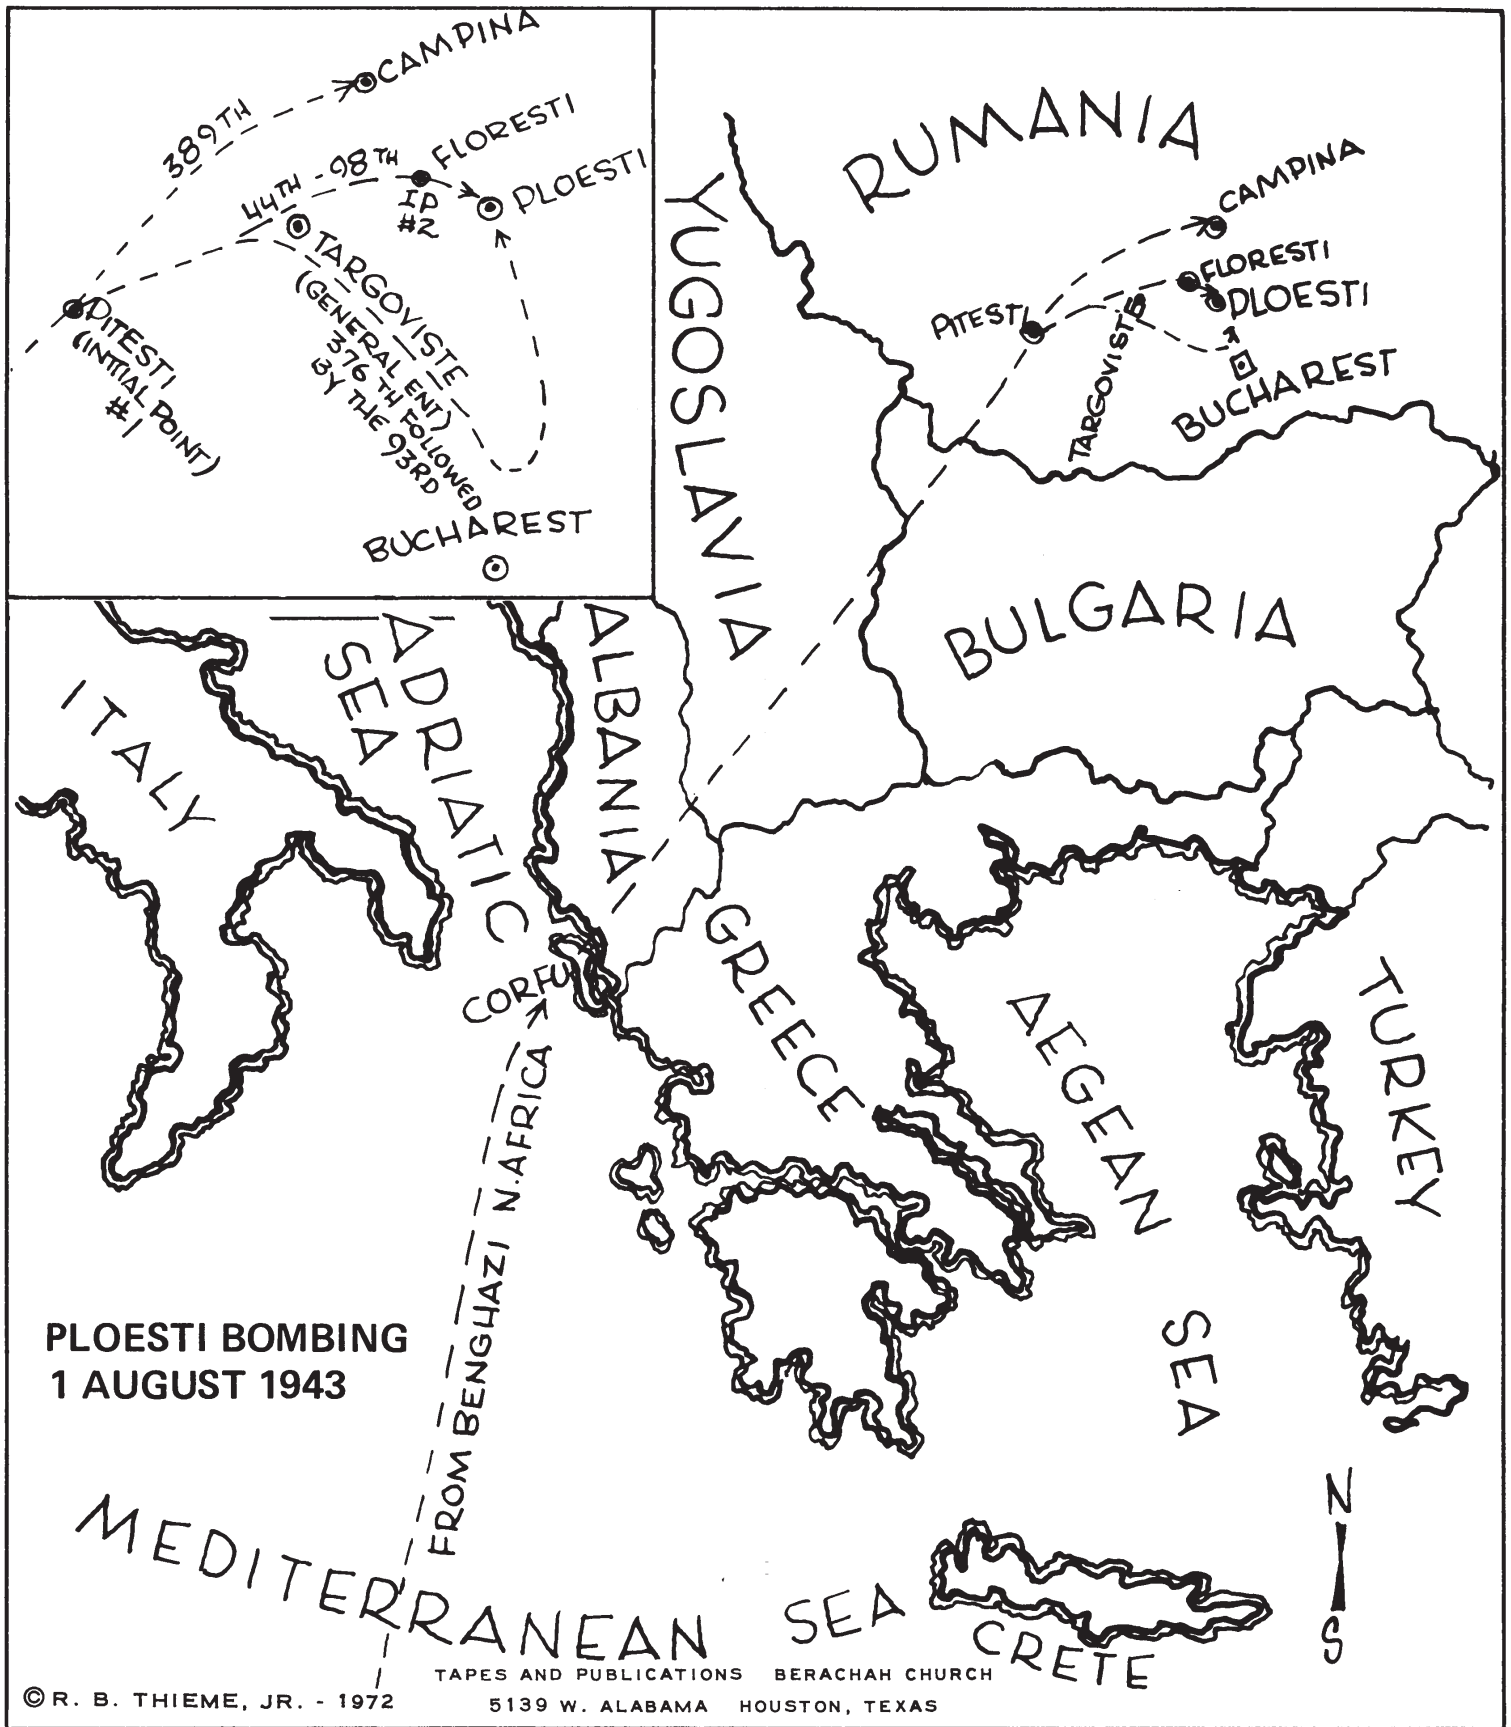 CAMPINA
389TH
44TH - 98TH
FLORESTI
IP
#2
PLOESTI
TARGOVISTE
(GENERAL ENT)
376 TH FOLLOWED
BY THE 93RD
PITESTI
(INITIAL POINT)
#1
BUCHAREST
RUMANIA
YUGOSLAVIA
CAMPINA
FLORESTI
PLOESTI
PITESTI
TARGOVISTE
BUCHAREST
BULGARIA
ADRIATIC
SEA
ALBANIA
ITALY
CORFU
GREECE
AEGEAN
SEA
TURKEY
FROM BENGHAZI N. AFRICA
PLOESTI BOMBING
1 AUGUST 1943
MEDITERRANEAN SEA
CRETE
N
S
TAPES AND PUBLICATIONS BERACHAH CHURCH
© R. B. THIEME, JR. - 1972
5139 W. ALABAMA HOUSTON, TEXAS